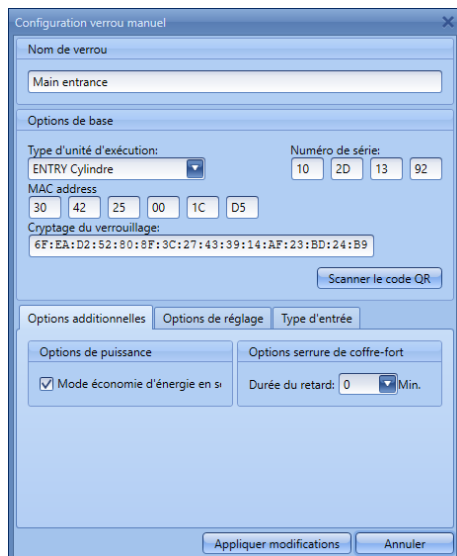 Configuration verrou manuel
Nom de verrou
Main entrance
Options de base
Type d'unité d'exécution: Numéro de série:
ENTRY Cylindre 10 2D 13 92
MAC address
30 42 25 00 1C D5
Cryptage du verrouillage:
6F:EA:D2:52:80:8F:3C:27:43:39:14:AF:23:BD:24:B9
Scanner le code QR
Options additionnelles Options de réglage Type d'entrée
Options de puissance Options serrure de coffre-fort
Mode économie d'énergie en se Durée du retard: 0 Min.
Appliquer modifications Annuler